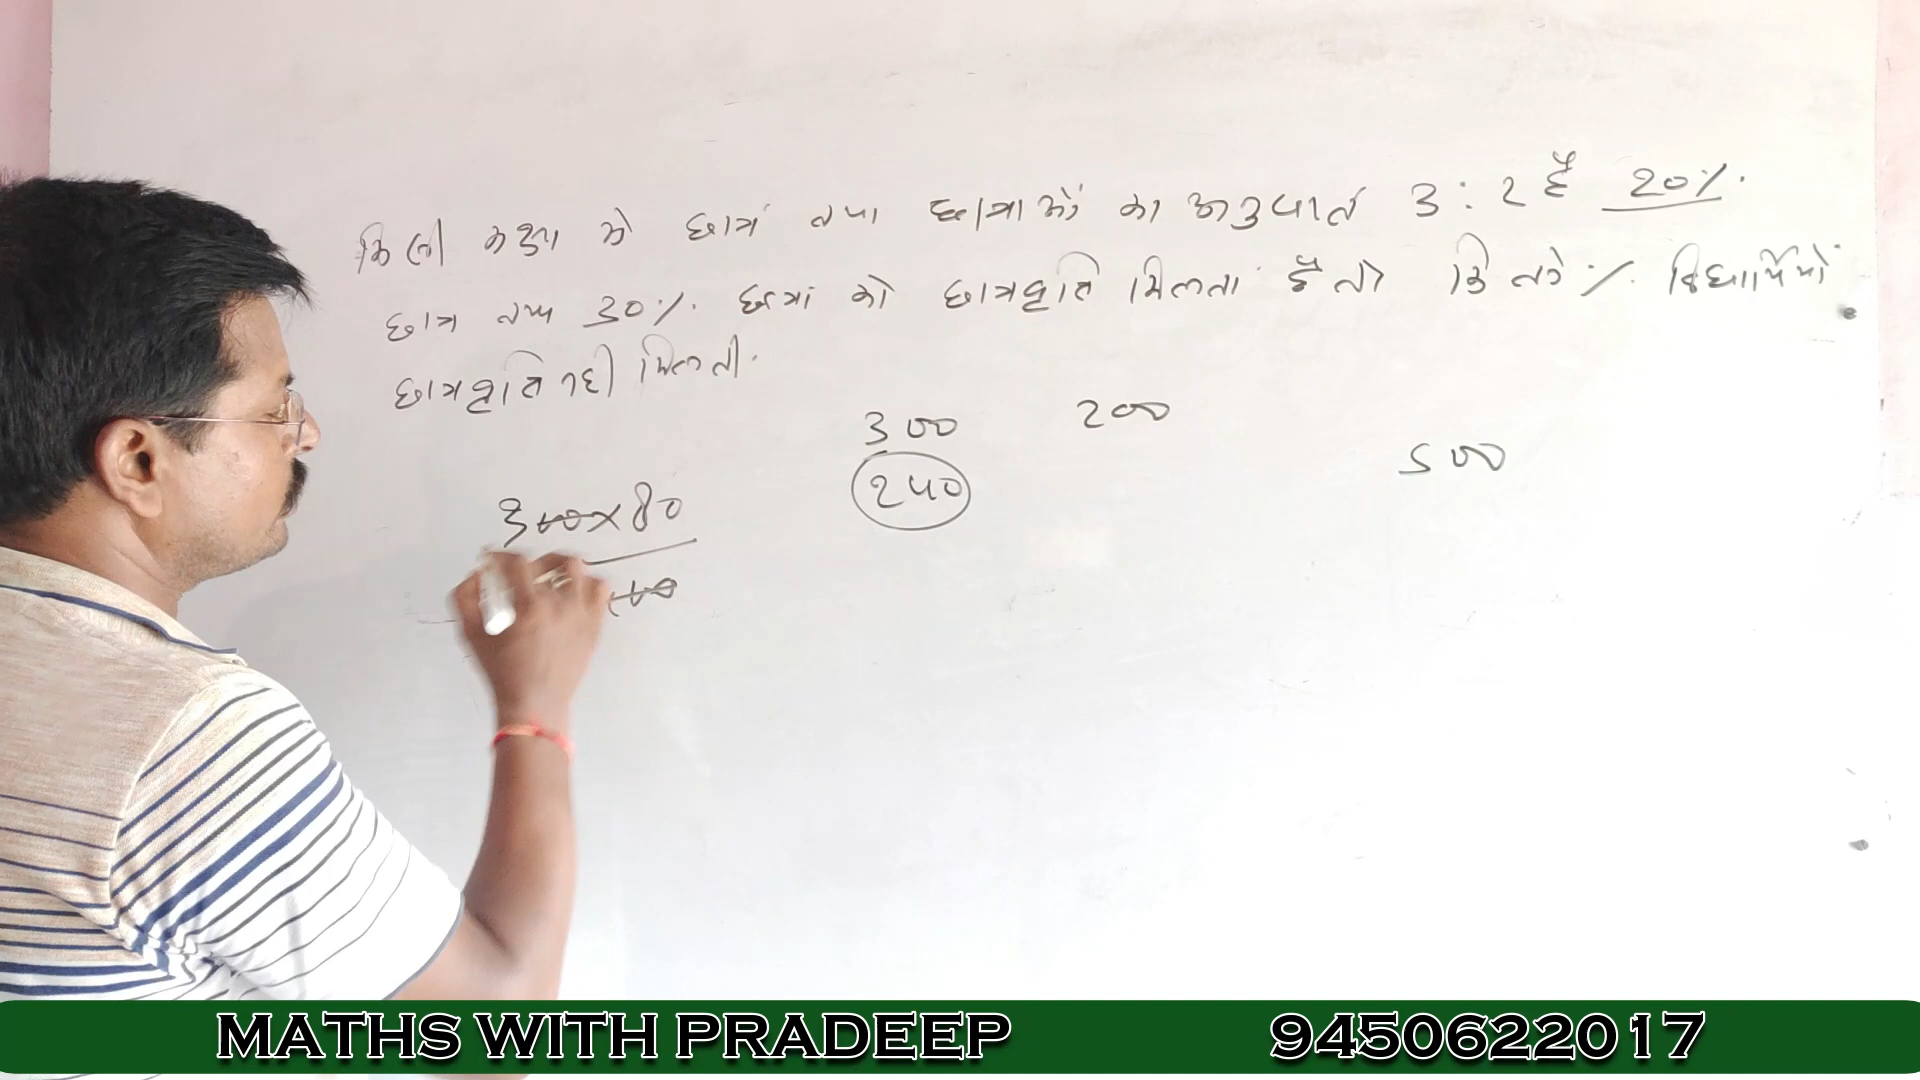 किसी कक्षा मे छात्रों तथा छात्राओं का अनुपात 3 : 2 है 20%.
छात्र तथा 30%. छात्रा को छात्रवृति मिलता है तो कितने %. विद्यार्थियों
छात्रवृति नही मिलती.
300 200
500
240
300×80
100
MATHS WITH PRADEEP 9450622017